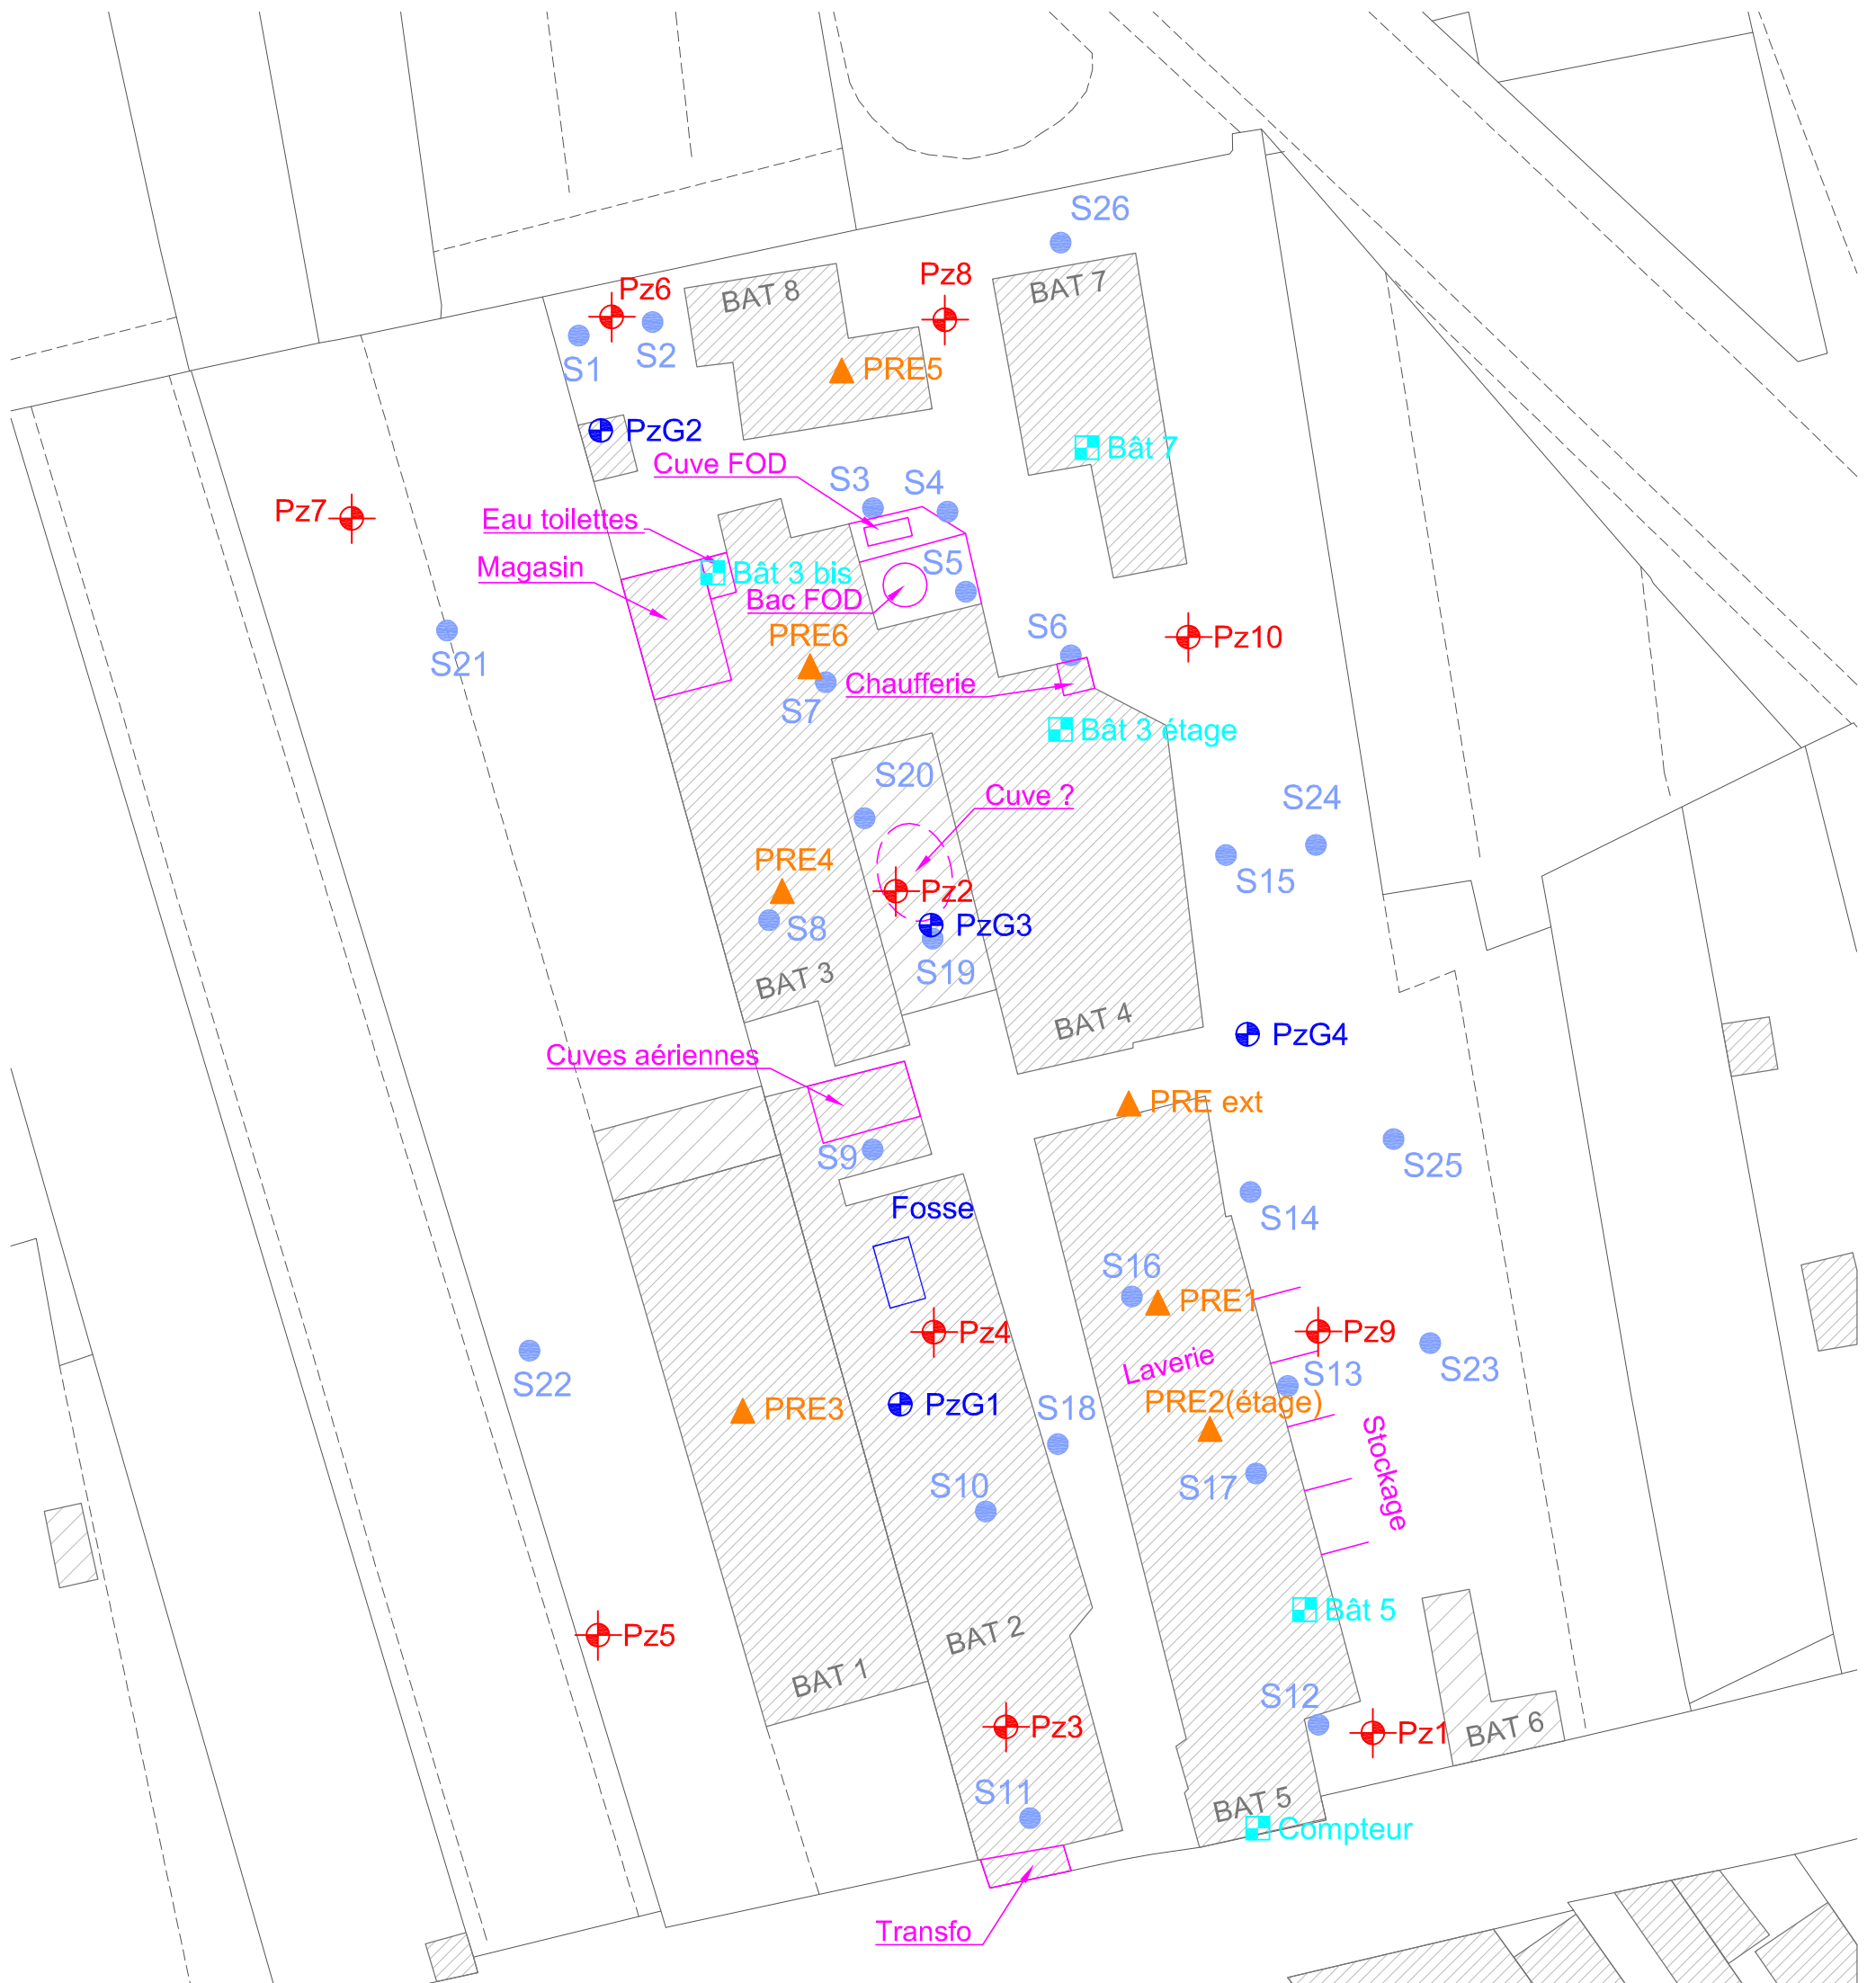 S26
Pz8
Pz6
BAT 8
BAT 7
S1
S2
PRE5
PzG2
Bât 7
Cuve FOD
S3
S4
Pz7
Eau toilettes
Magasin
Bât 3 bis
S5
Bac FOD
PRE6
S6
Pz10
S21
Chaufferie
S7
Bât 3 étage
S20
Cuve ?
S24
PRE4
S15
Pz2
S8
PzG3
S19
BAT 3
BAT 4
PzG4
Cuves aériennes
PRE ext
S9
S25
Fosse
S14
S16
PRE1
Pz4
Pz9
Laverie
S23
S22
S13
PRE3
PzG1
S18
PRE2(étage)
Stockage
S10
S17
Bât 5
Pz5
BAT 2
BAT 1
S12
Pz3
Pz1
BAT 6
S11
BAT 5
Compteur
Transfo